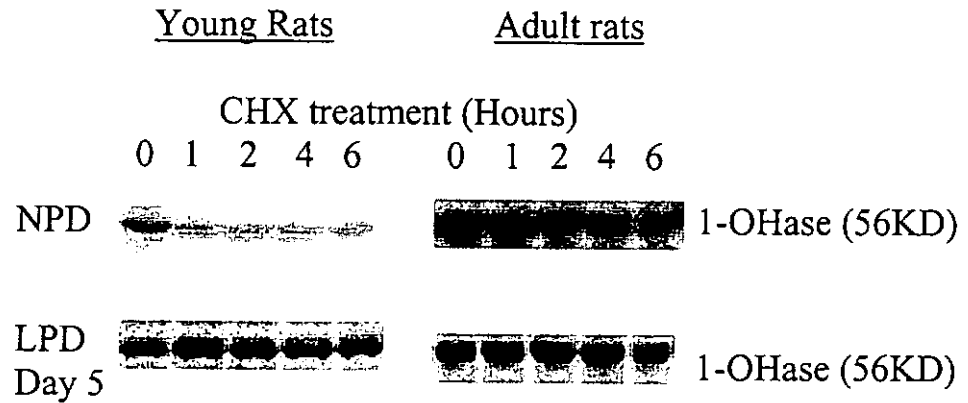 Young Rats Adult rats
CHX treatment (Hours)
0 1 2 4 6 0 1 2 4 6
NPD 1-OHase (56KD)
LPD
Day 5 1-OHase (56KD)